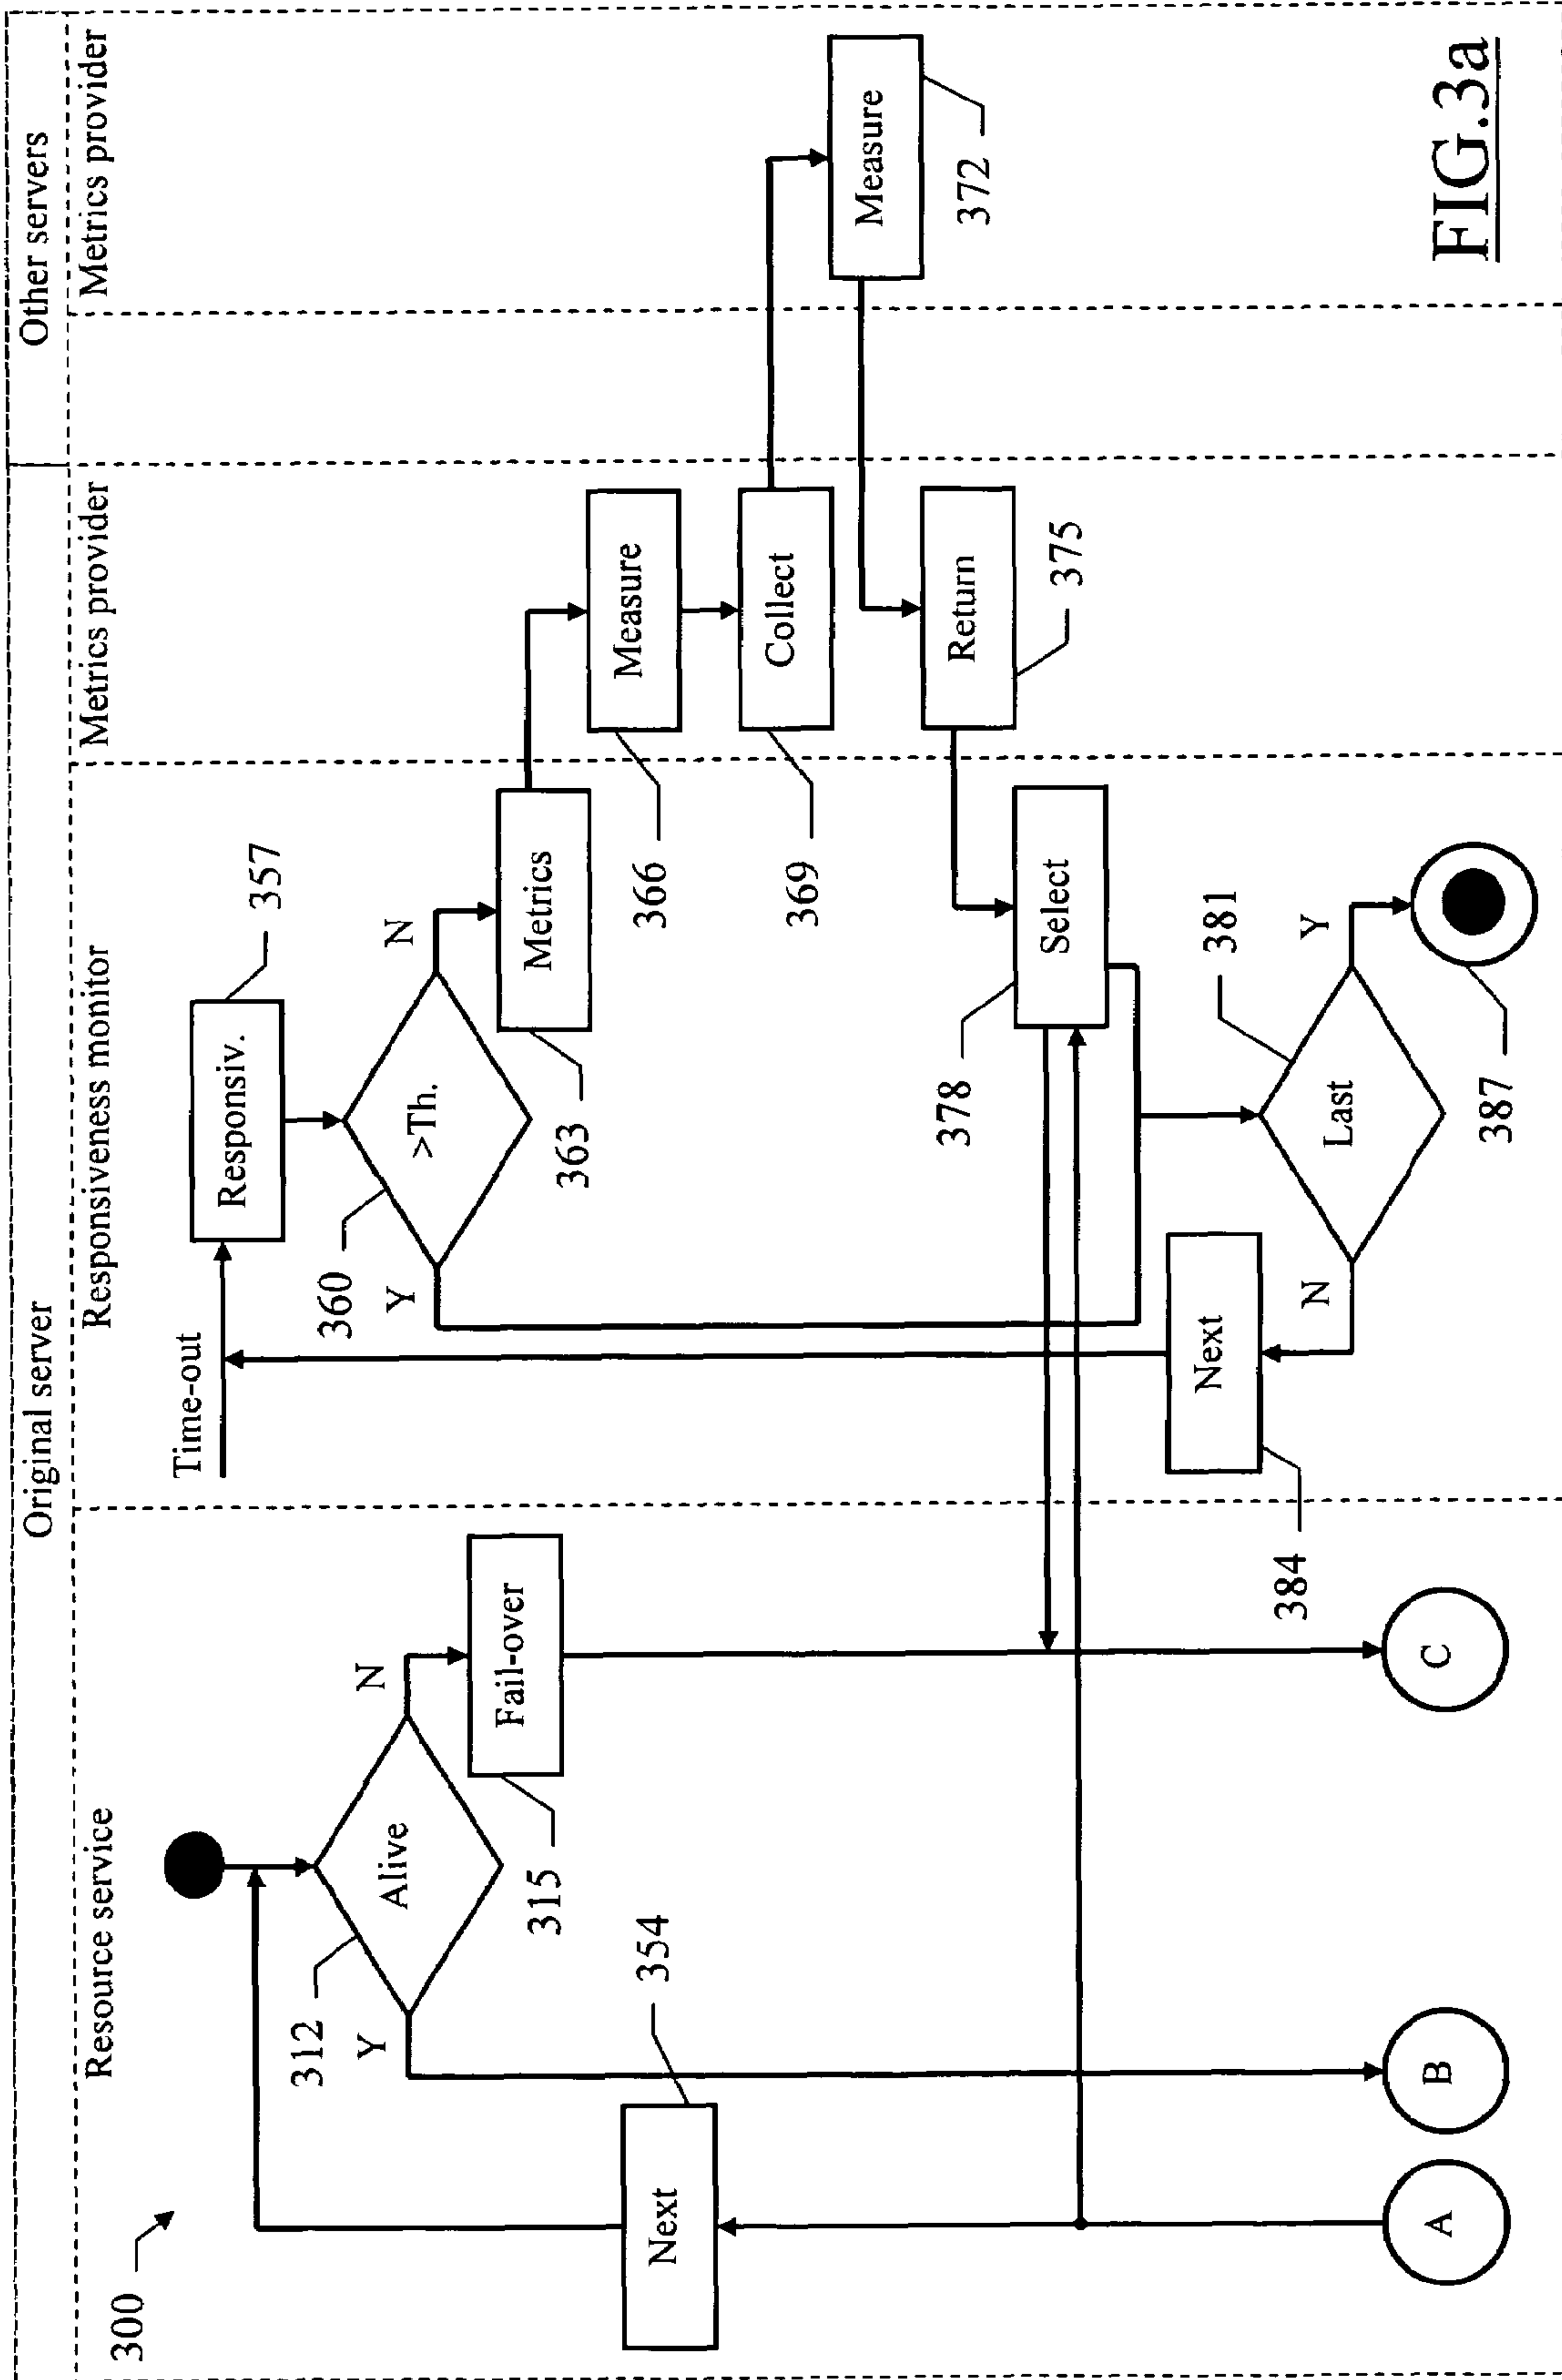 Original server
Other servers
Resource service
Responsiveness monitor
Metrics provider
Metrics provider
300
Time-out
Responsiv.
357
312
Alive
Y
N
360
>Th.
Y
N
315
Fail-over
363
Metrics
354
Next
366
Measure
369
Collect
Measure
372
Return
375
378
Select
384
Next
381
Last
N
Y
387
A
B
C
FIG.3a